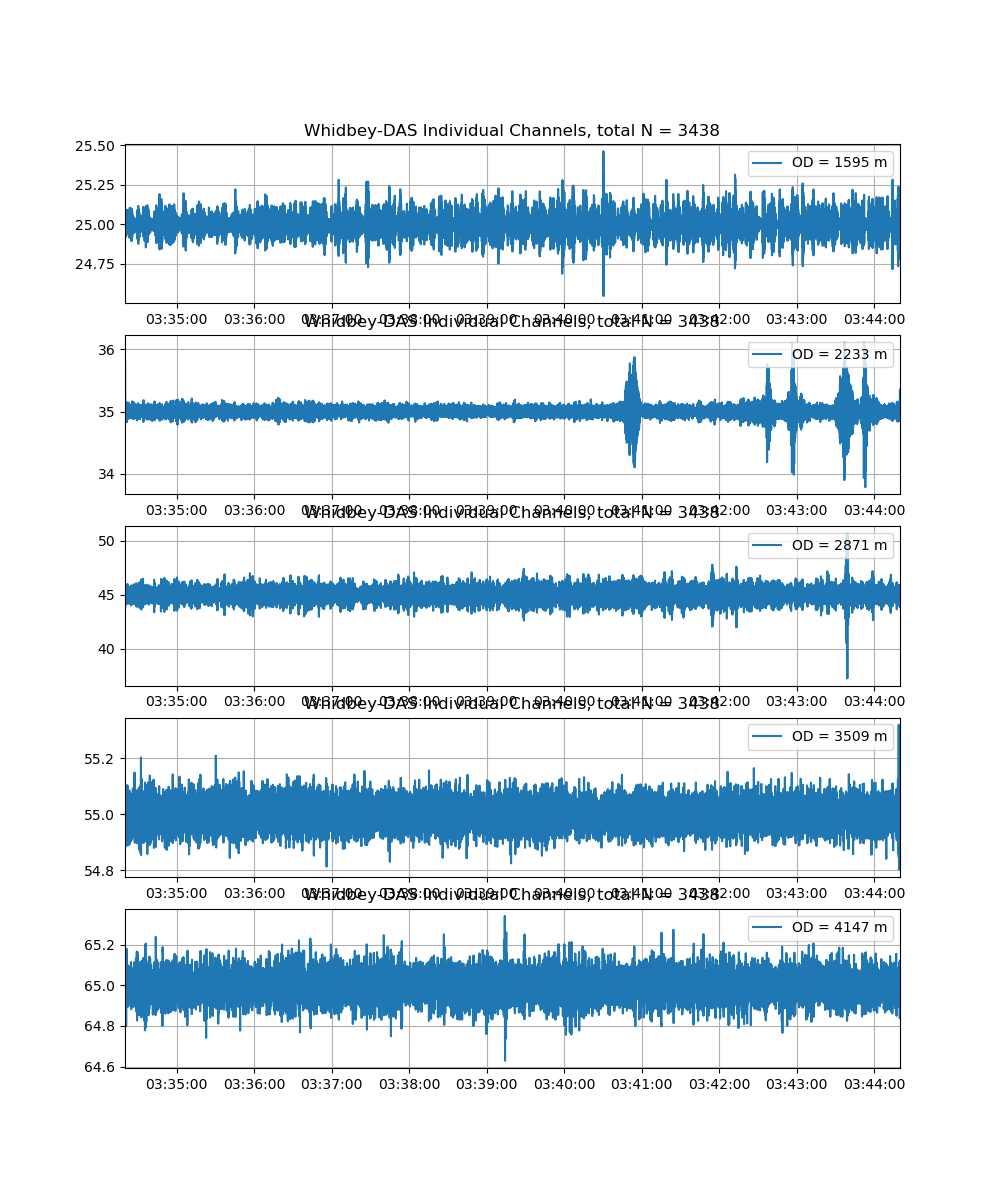 Whidbey-DAS Individual Channels, total N = 3438
25.50
OD = 1595 m
25.25
25.00
24.75
03:35:00 03:36:00 03:37:00 03:38:00 03:39:00 03:40:00 03:41:00 03:42:00 03:43:00 03:44:00
Whidbey-DAS Individual Channels, total N = 3438
36
OD = 2233 m
35
34
03:35:00 03:36:00 03:37:00 03:38:00 03:39:00 03:40:00 03:41:00 03:42:00 03:43:00 03:44:00
Whidbey-DAS Individual Channels, total N = 3438
50
OD = 2871 m
45
40
03:35:00 03:36:00 03:37:00 03:38:00 03:39:00 03:40:00 03:41:00 03:42:00 03:43:00 03:44:00
Whidbey-DAS Individual Channels, total N = 3438
OD = 3509 m
55.2
55.0
54.8
03:35:00 03:36:00 03:37:00 03:38:00 03:39:00 03:40:00 03:41:00 03:42:00 03:43:00 03:44:00
Whidbey-DAS Individual Channels, total N = 3438
OD = 4147 m
65.2
65.0
64.8
64.6
03:35:00 03:36:00 03:37:00 03:38:00 03:39:00 03:40:00 03:41:00 03:42:00 03:43:00 03:44:00